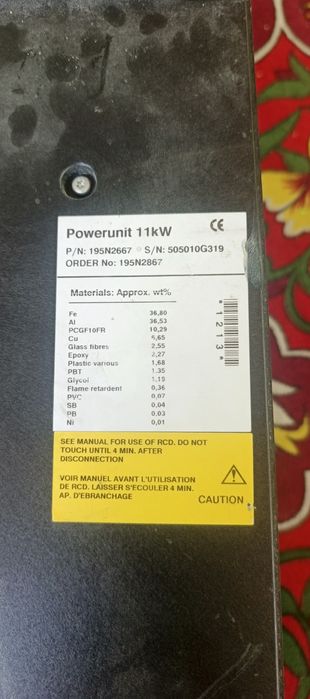 Powerunit 11kW CE
P/N: 195N2667 S/N: 505010G319
ORDER No: 195N2867
Materials: Approx. wt%
Fe 36,80
Al 36,53
PCGF10FR 10,29
Cu 6,65
Glass fibres 2,55
Epoxy 2,27
Plastic various 1,68
PBT 1,35
Glycol 1,19
Flame retardent 0,36
PVC 0,07
SB 0,04
PB 0,03
Ni 0,01
*1213*
SEE MANUAL FOR USE OF RCD. DO NOT
TOUCH UNTIL 4 MIN. AFTER
DISCONNECTION
VOIR MANUEL AVANT L'UTILISATION
DE RCD. LAISSER S'ECOULER 4 MIN.
AP. D'EBRANCHAGE
CAUTION